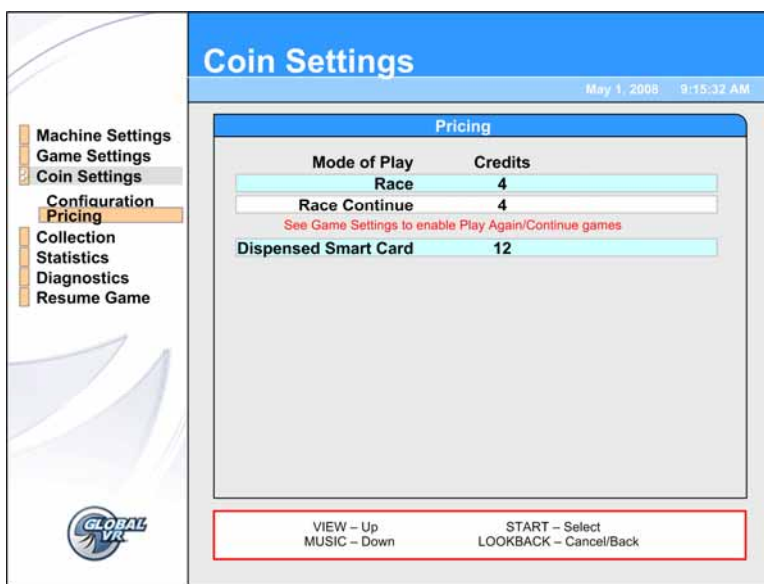 Coin Settings
May 1, 2008 9:15:32 AM
Machine Settings
Game Settings
Coin Settings
Configuration
Pricing
Collection
Statistics
Diagnostics
Resume Game
Pricing
Mode of Play Credits
Race 4
Race Continue 4
See Game Settings to enable Play Again/Continue games
Dispensed Smart Card 12
VIEW – Up START – Select
MUSIC – Down LOOKBACK – Cancel/Back
GLOBAL
VR